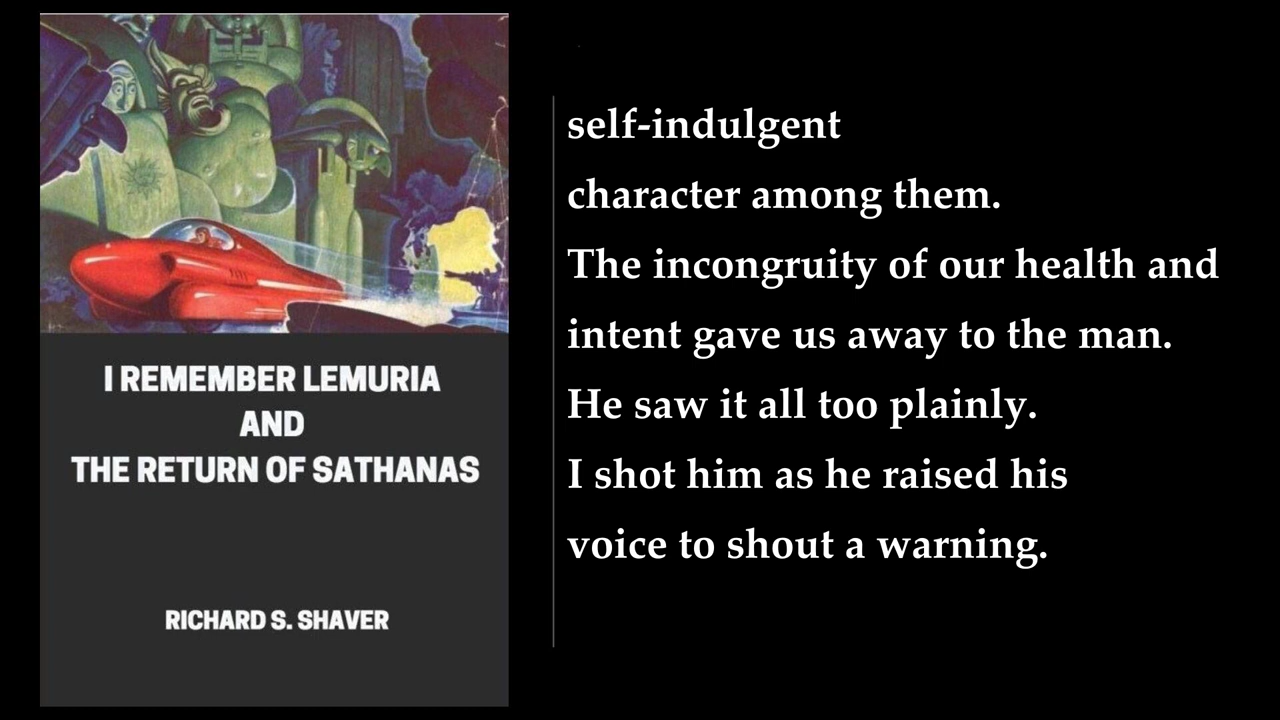 I REMEMBER LEMURIA
AND
THE RETURN OF SATHANAS
RICHARD S. SHAVER
self-indulgent
character among them.
The incongruity of our health and
intent gave us away to the man.
He saw it all too plainly.
I shot him as he raised his
voice to shout a warning.